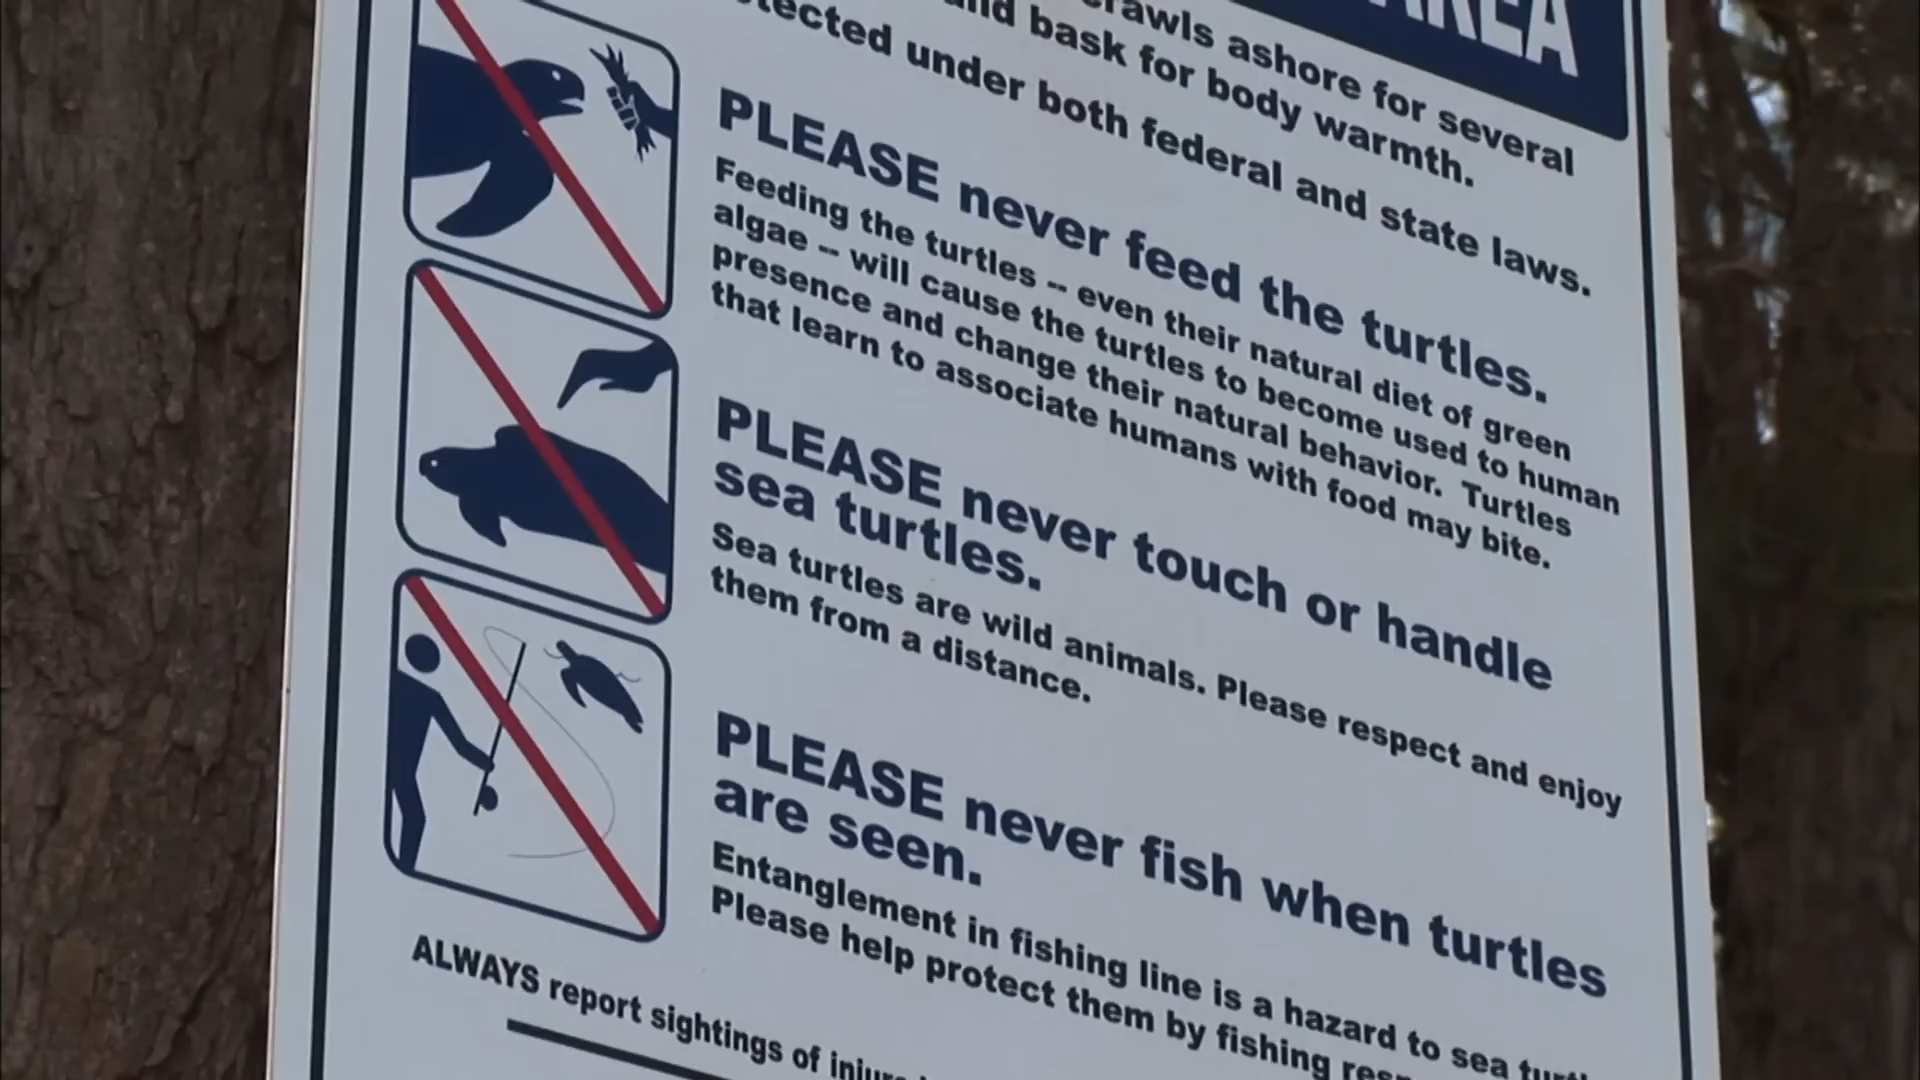 AREA
crawls ashore for several
and bask for body warmth.
under both federal and state laws.
PLEASE never feed the turtles.
Feeding the turtles -- even their natural diet of green
algae -- will cause the turtles to become used to human
presence and change their natural behavior. Turtles
that learn to associate humans with food may bite.
PLEASE never touch or handle
sea turtles.
Sea turtles are wild animals. Please respect and enjoy
them from a distance.
PLEASE never fish when turtles
are seen.
Entanglement in fishing line is a hazard to sea
Please help protect them by fishing
ALWAYS report sightings of